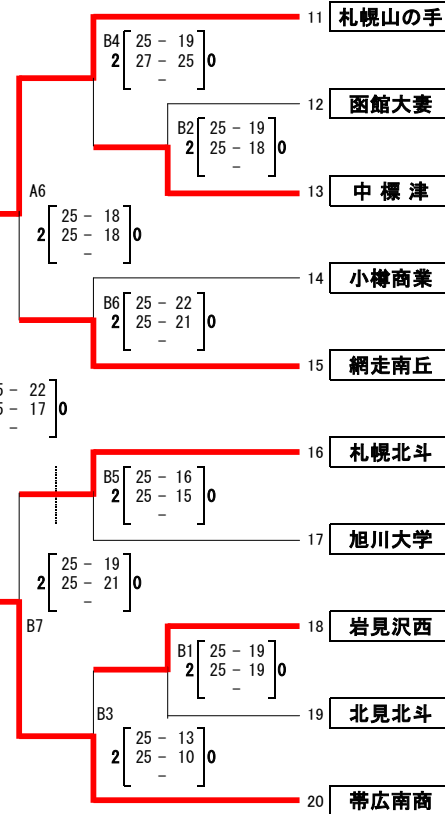 11 札幌山の手
B4 25 - 19
2 27 - 25 0
-
12 函館大妻
B2 25 - 19
2 25 - 18 0
-
13 中標津
A6
25 - 18
2 25 - 18 0
-
14 小樽商業
B6 25 - 22
2 25 - 21 0
-
15 網走南丘
5 - 22
5 - 17 0
-
16 札幌北斗
B5 25 - 16
2 25 - 15 0
-
17 旭川大学
25 - 19
2 25 - 21 0
-
B7
18 岩見沢西
B1 25 - 19
2 25 - 19 0
-
19 北見北斗
B3
25 - 13
2 25 - 10 0
-
20 帯広南商